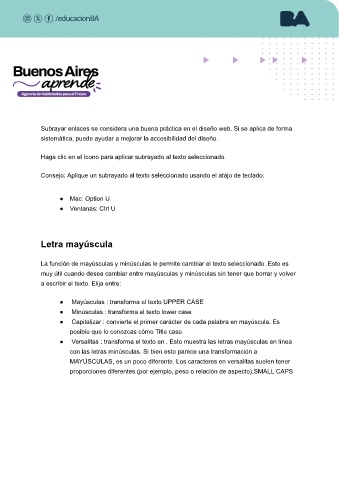 /educacionBA
BA
Buenos Aires
aprende
Agencia de Habilidades para el Futuro
Subrayar enlaces se considera una buena práctica en el diseño web. Si se aplica de forma
sistemática, puede ayudar a mejorar la accesibilidad del diseño.
Haga clic en el Icono para aplicar subrayado al texto seleccionado.
Consejo: Aplique un subrayado al texto seleccionado usando el atajo de teclado:
● Mac: Option U
● Ventanas: Ctrl U
Letra mayúscula
La función de mayúsculas y minúsculas le permite cambiar el texto seleccionado. Esto es
muy útil cuando desea cambiar entre mayúsculas y minúsculas sin tener que borrar y volver
a escribir el texto. Elija entre:
● Mayúsculas : transforma el texto UPPER CASE
● Minúsculas : transforma el texto lower case
● Capitalizar : convierte el primer carácter de cada palabra en mayúscula. Es
posible que lo conozcas cómo Title case.
● Versalitas : transforma el texto en . Esto muestra las letras mayúsculas en línea
con las letras minúsculas. Si bien esto parece una transformación a
MAYÚSCULAS, es un poco diferente. Los caracteres en versalitas suelen tener
proporciones diferentes (por ejemplo, peso o relación de aspecto).SMALL CAPS